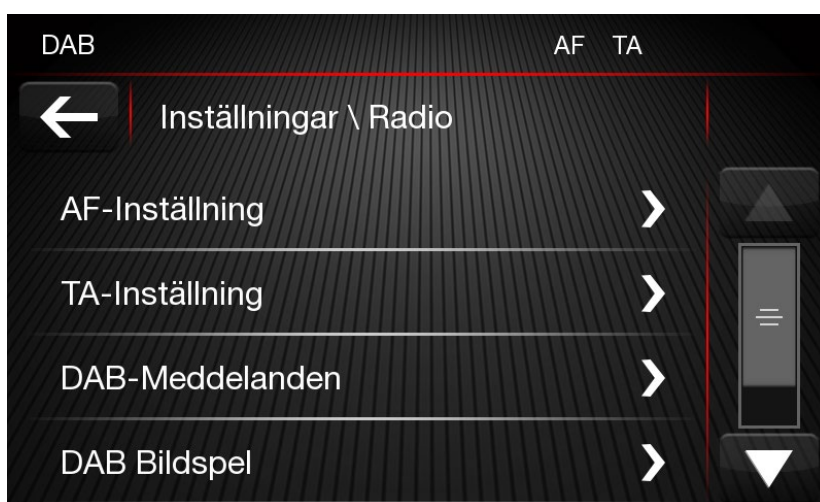 DAB AF TA
Inställningar \ Radio
AF-Inställning
TA-Inställning
DAB-Meddelanden
DAB Bildspel